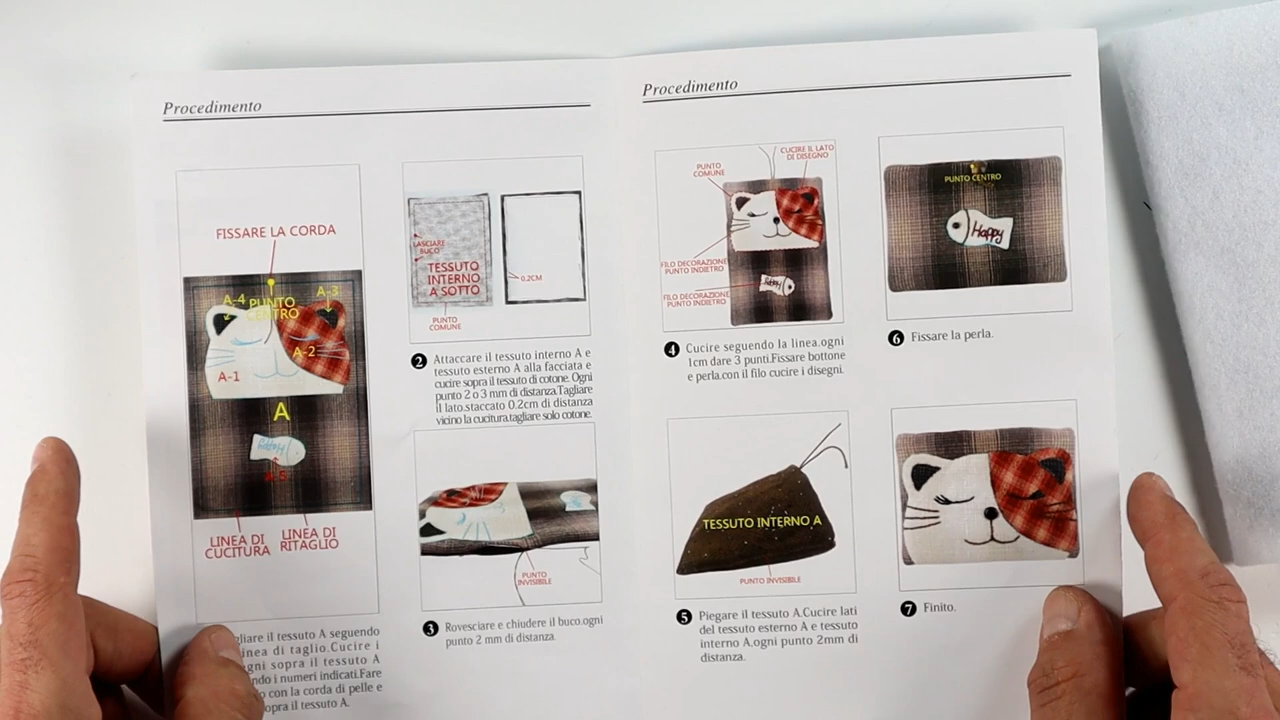 Procedimento
FISSARE LA CORDA
A-4
PUNTO
CENTRO
A-3
A-2
A-1
A
Happy
A-5
LINEA DI
CUCITURA
LINEA DI
RITAGLIO
gliare il tessuto A seguendo
inea di taglio.Cucire i
gni sopra il tessuto A
ndo i numeri indicati.Fare
o con la corda di pelle e
opra il tessuto A.
LASCIARE
BUCO
TESSUTO
INTERNO
A SOTTO
0.2CM
PUNTO
COMUNE
2 Attaccare il tessuto interno A e
tessuto esterno A alla facciata e
cucire sopra il tessuto di cotone. Ogni
punto 2 o 3 mm di distanza.Tagliare
il lato.staccato 0.2cm di distanza
vicino la cucitura.tagliare solo cotone.
PUNTO
INVISIBILE
3 Rovesciare e chiudere il buco.ogni
punto 2 mm di distanza.
Procedimento
PUNTO
COMUNE
CUCIRE IL LATO
DI DISEGNO
FILO DECORAZIONE
PUNTO INDIETRO
FILO DECORAZIONE
PUNTO INDIETRO
Happy
4 Cucire seguendo la linea.ogni
1cm dare 3 punti.Fissare bottone
e perla.con il filo cucire i disegni.
TESSUTO INTERNO A
PUNTO INVISIBILE
5 Piegare il tessuto A.Cucire lati
del tessuto esterno A e tessuto
interno A.ogni punto 2mm di
distanza.
PUNTO CENTRO
Happy
6 Fissare la perla.
7 Finito.